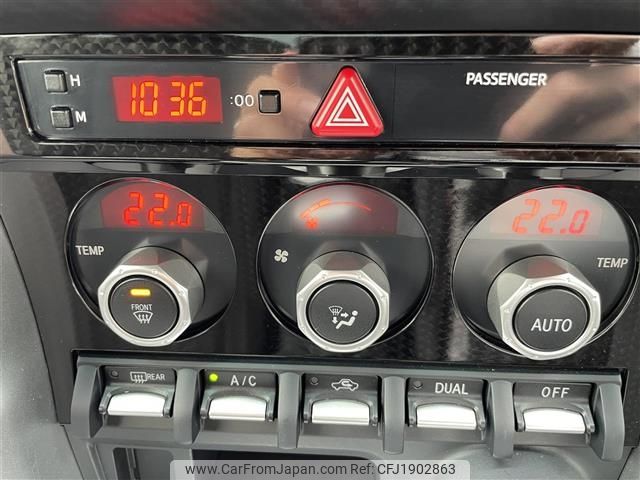 H
10 36
:00
PASSENGER
M
22.0
22.0
TEMP
TEMP
FRONT
AUTO
REAR
A/C
DUAL
OFF
www.CarFromJapan.com Ref: CFJ1902863